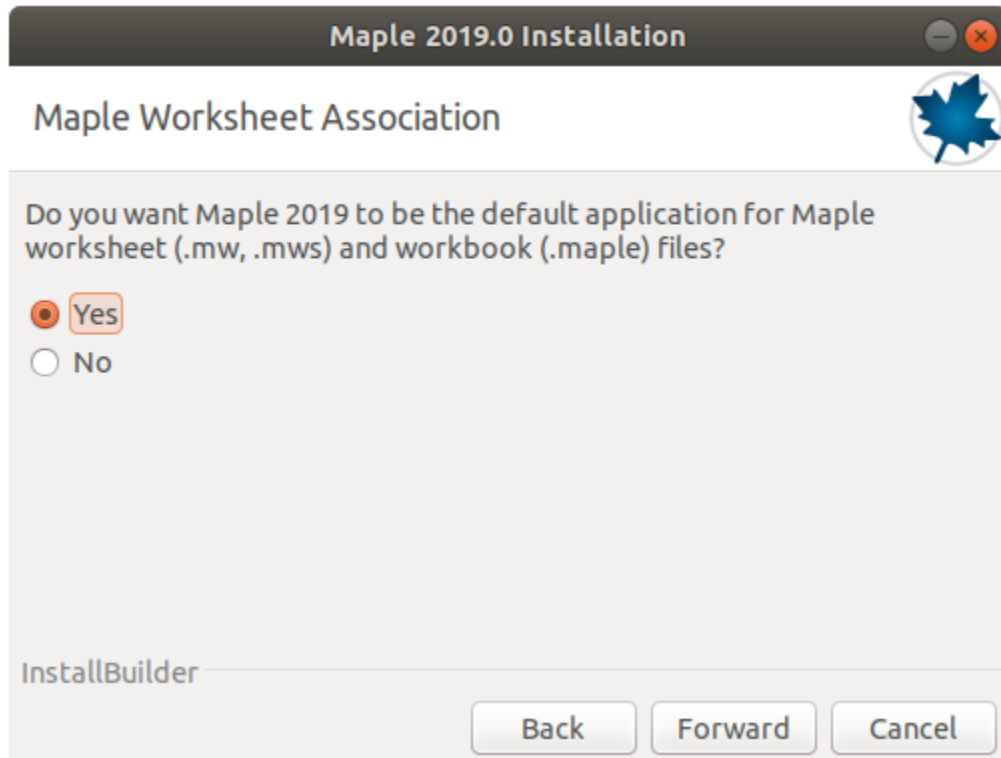 Maple 2019.0 Installation
Maple Worksheet Association
Do you want Maple 2019 to be the default application for Maple
worksheet (.mw, .mws) and workbook (.maple) files?
Yes
No
InstallBuilder
Back Forward Cancel